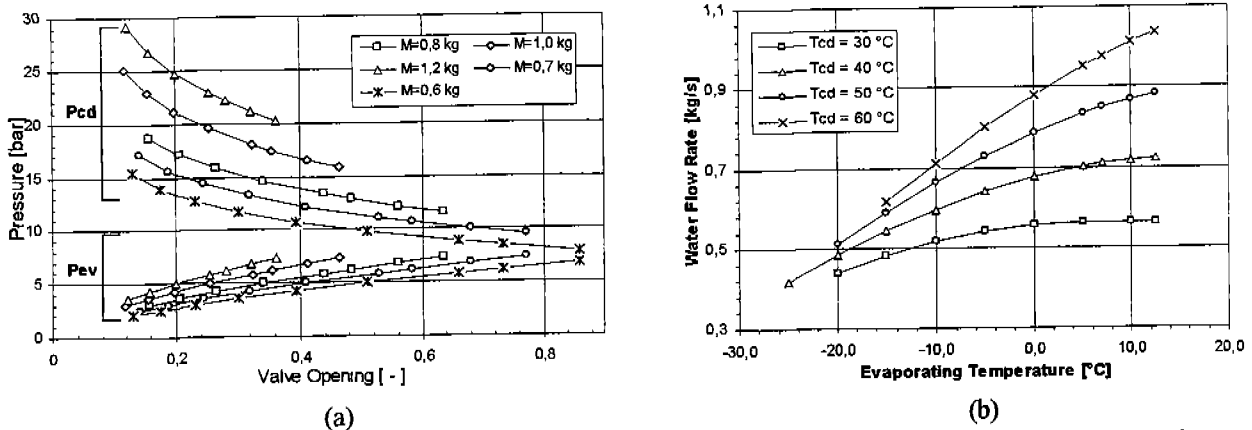 30
25
20
15
10
5
0
Pressure [bar]
Pcd
Pev
M=0,8 kg
M=1,0 kg
M=1,2 kg
M=0,7 kg
M=0,6 kg
0
0,2
0,4
0,6
0,8
Valve Opening [ - ]
(a)
1,1
0,9
0,7
0,5
0,3
Water Flow Rate [kg/s]
Tcd = 30 °C
Tcd = 40 °C
Tcd = 50 °C
Tcd = 60 °C
-30,0
-20,0
-10,0
0,0
10,0
20,0
Evaporating Temperature [°C]
(b)